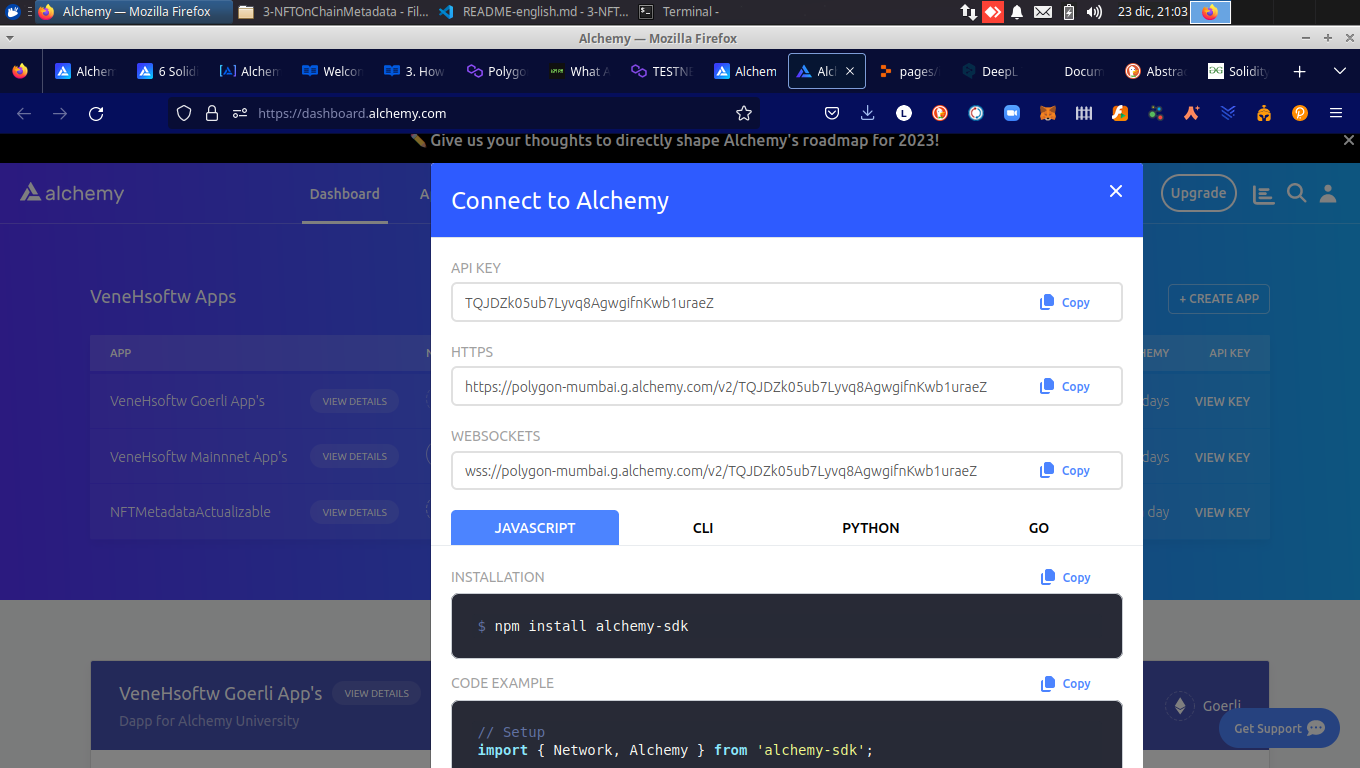 Alchemy — Mozilla Firefox
3-NFTOnChainMetadata - Fil...
README-english.md - 3-NFT...
Terminal -
23 dic, 21:03
Alchemy — Mozilla Firefox
Alchem
6 Solidi
Alchem
Welcon
3. How
Polygo
What A
TESTNE
Alchem
Alc
pages/
DeepL
Docum
Abstrac
Solidity
https://dashboard.alchemy.com
Give us your thoughts to directly shape Alchemy's roadmap for 2023!
alchemy
Dashboard
A
Upgrade
Connect to Alchemy
VeneHsoftw Apps
+ CREATE APP
API KEY
TQJDZk05ub7Lyvq8AgwgifnKwb1uraeZ
Copy
HTTPS
https://polygon-mumbai.g.alchemy.com/v2/TQJDZk05ub7Lyvq8AgwgifnKwb1uraeZ
Copy
WEBSOCKETS
wss://polygon-mumbai.g.alchemy.com/v2/TQJDZk05ub7Lyvq8AgwgifnKwb1uraeZ
Copy
APP
N
HEMY
API KEY
VeneHsoftw Goerli App's
VIEW DETAILS
days
VIEW KEY
VeneHsoftw Mainnnet App's
VIEW DETAILS
days
VIEW KEY
NFTMetadataActualizable
VIEW DETAILS
day
VIEW KEY
JAVASCRIPT
CLI
PYTHON
GO
INSTALLATION
Copy
$ npm install alchemy-sdk
CODE EXAMPLE
Copy
// Setup
import { Network, Alchemy } from 'alchemy-sdk';
VeneHsoftw Goerli App's
VIEW DETAILS
Dapp for Alchemy University
Goerli
Get Support